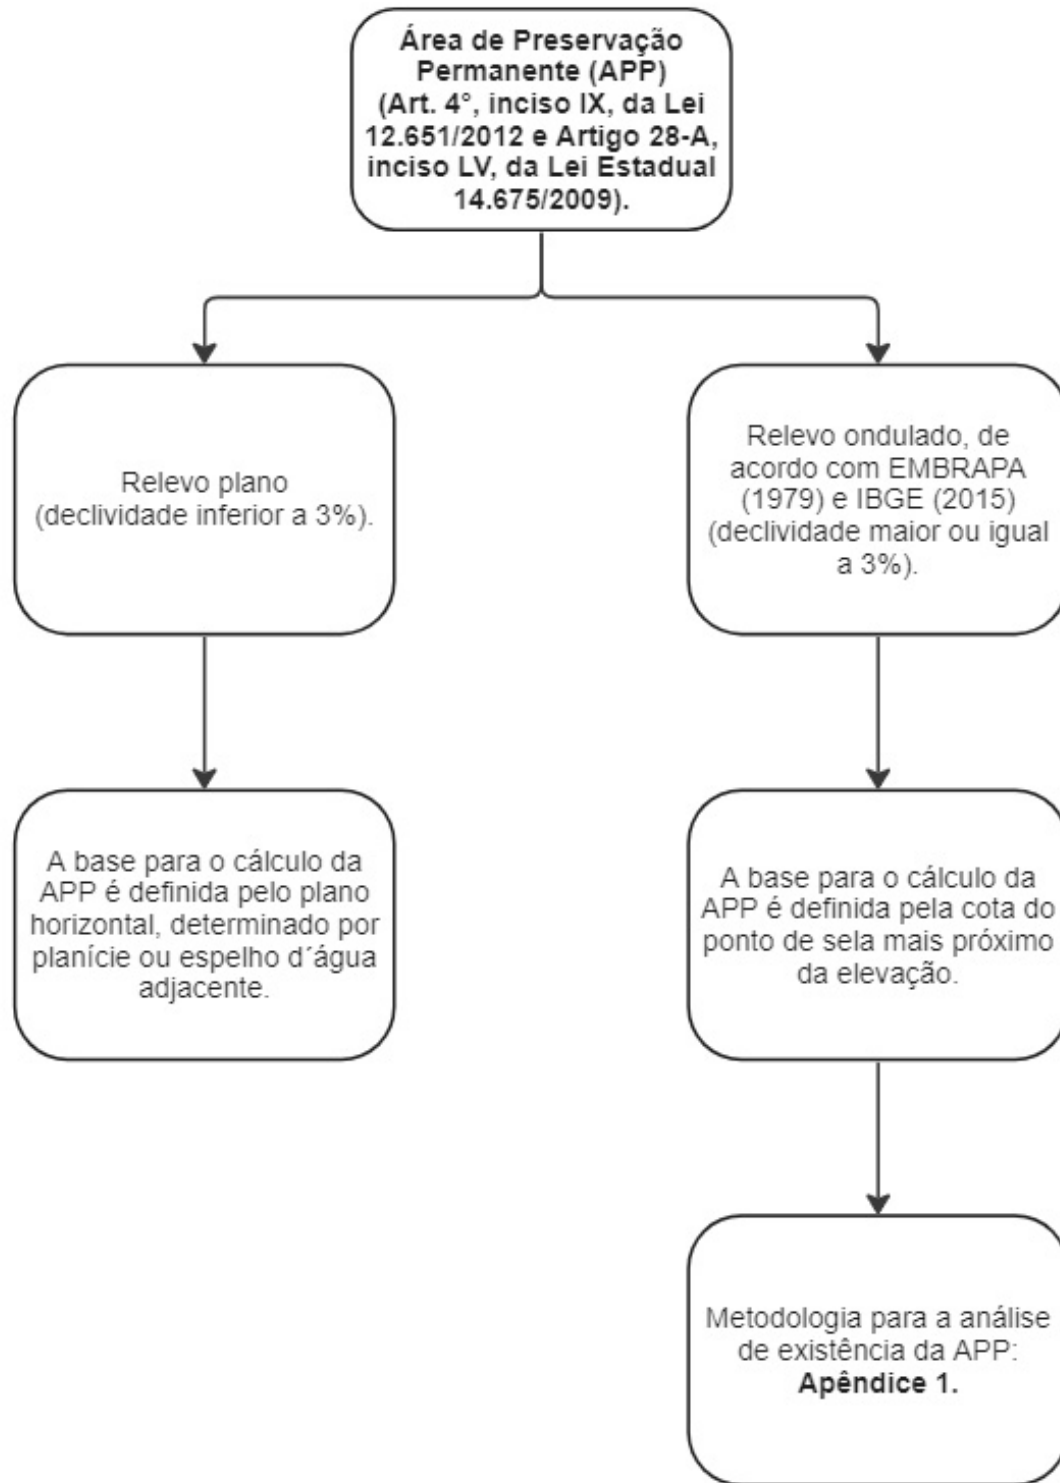 Área de Preservação
Permanente (APP)
(Art. 4°, inciso IX, da Lei
12.651/2012 e Artigo 28-A,
inciso LV, da Lei Estadual
14.675/2009).
Relevo plano
(declividade inferior a 3%).
Relevo ondulado, de
acordo com EMBRAPA
(1979) e IBGE (2015)
(declividade maior ou igual
a 3%).
A base para o cálculo da
APP é definida pelo plano
horizontal, determinado por
planície ou espelho d´água
adjacente.
A base para o cálculo da
APP é definida pela cota do
ponto de sela mais próximo
da elevação.
Metodologia para a análise
de existência da APP:
Apêndice 1.